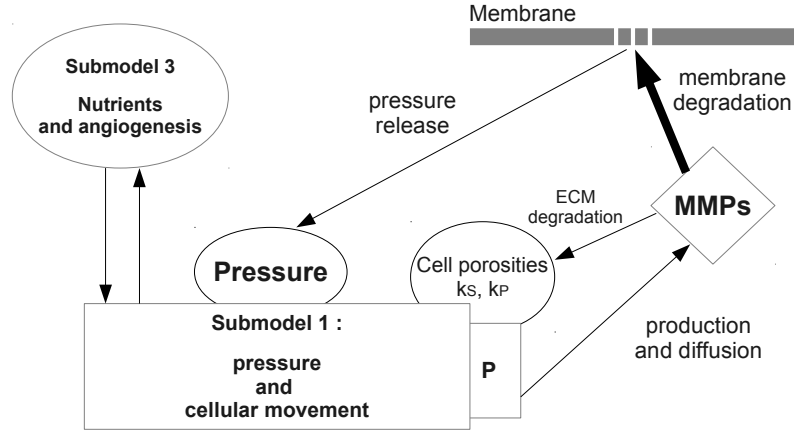 Membrane
Submodel 3
Nutrients
and angiogenesis
pressure
release
membrane
degradation
ECM
degradation
MMPs
Pressure
Cell porosities
kS, kP
Submodel 1 :
pressure
and
cellular movement
P
production
and diffusion